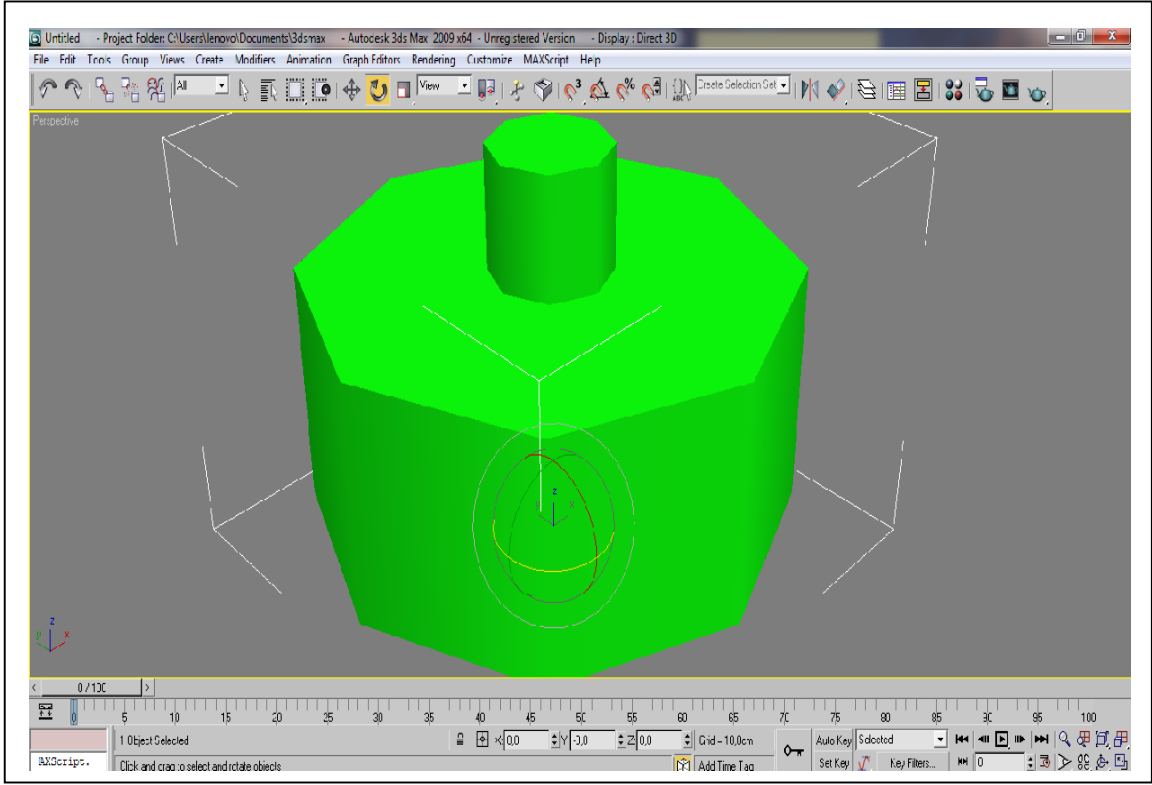 Untitled - Project Folder: C:\Users\lenovo\Documents\3dsmax - Autodesk 3ds Max 2009 x64 - Unregistered Version - Display : Direct 3D
File Edit Tools Group Views Create Modifiers Animation Graph Editors Rendering Customize MAXScript Help
All View 3 % ABC Create Selection Set
Perspective
z
y x
z
y x
0 / 100
0 5 10 15 20 25 30 35 40 45 50 55 60 65 70 75 80 85 90 95 100
1 Object Selected X: 0,0 Y: -0,0 Z: 0,0 Grid = 10,0cm Auto Key Selected
MAXScript. Click and drag to select and rotate objects Add Time Tag Set Key Key Filters... 0